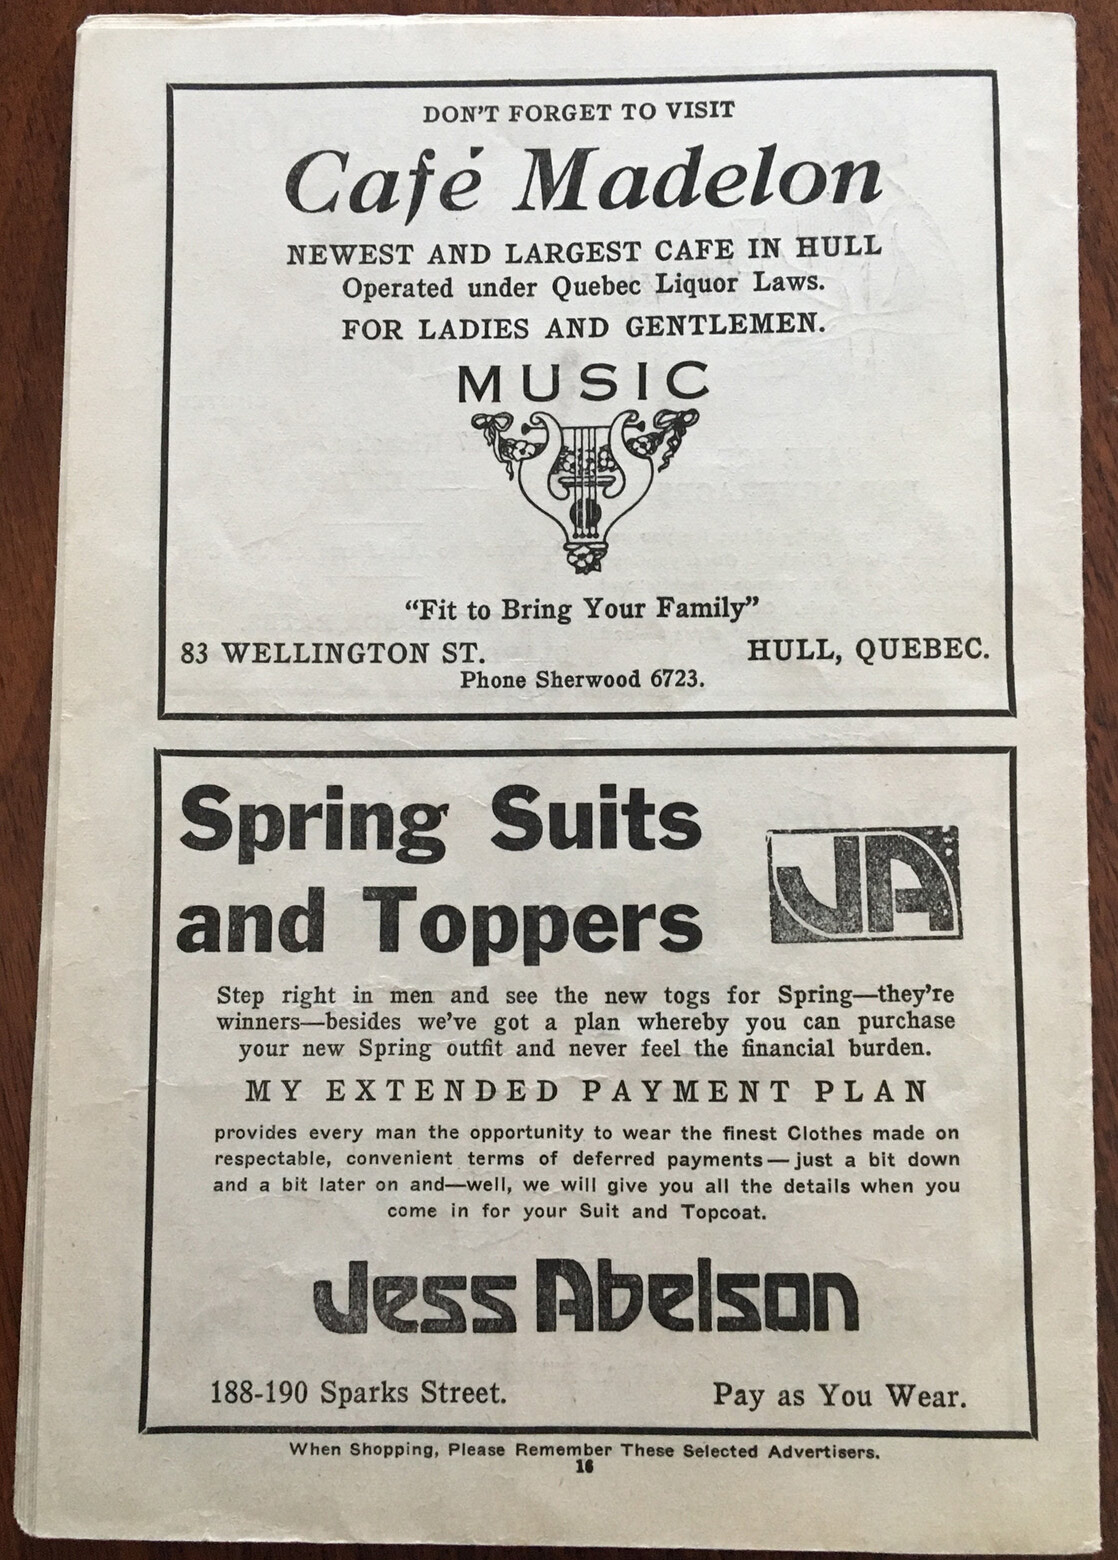 DON'T FORGET TO VISIT
Café Madelon
NEWEST AND LARGEST CAFE IN HULL
Operated under Quebec Liquor Laws.
FOR LADIES AND GENTLEMEN.
MUSIC
“Fit to Bring Your Family”
83 WELLINGTON ST. HULL, QUEBEC.
Phone Sherwood 6723.
Spring Suits
and Toppers
JA
Step right in men and see the new togs for Spring—they're
winners—besides we've got a plan whereby you can purchase
your new Spring outfit and never feel the financial burden.
MY EXTENDED PAYMENT PLAN
provides every man the opportunity to wear the finest Clothes made on
respectable, convenient terms of deferred payments—just a bit down
and a bit later on and—well, we will give you all the details when you
come in for your Suit and Topcoat.
Jess Abelson
188-190 Sparks Street. Pay as You Wear.
When Shopping, Please Remember These Selected Advertisers.
16